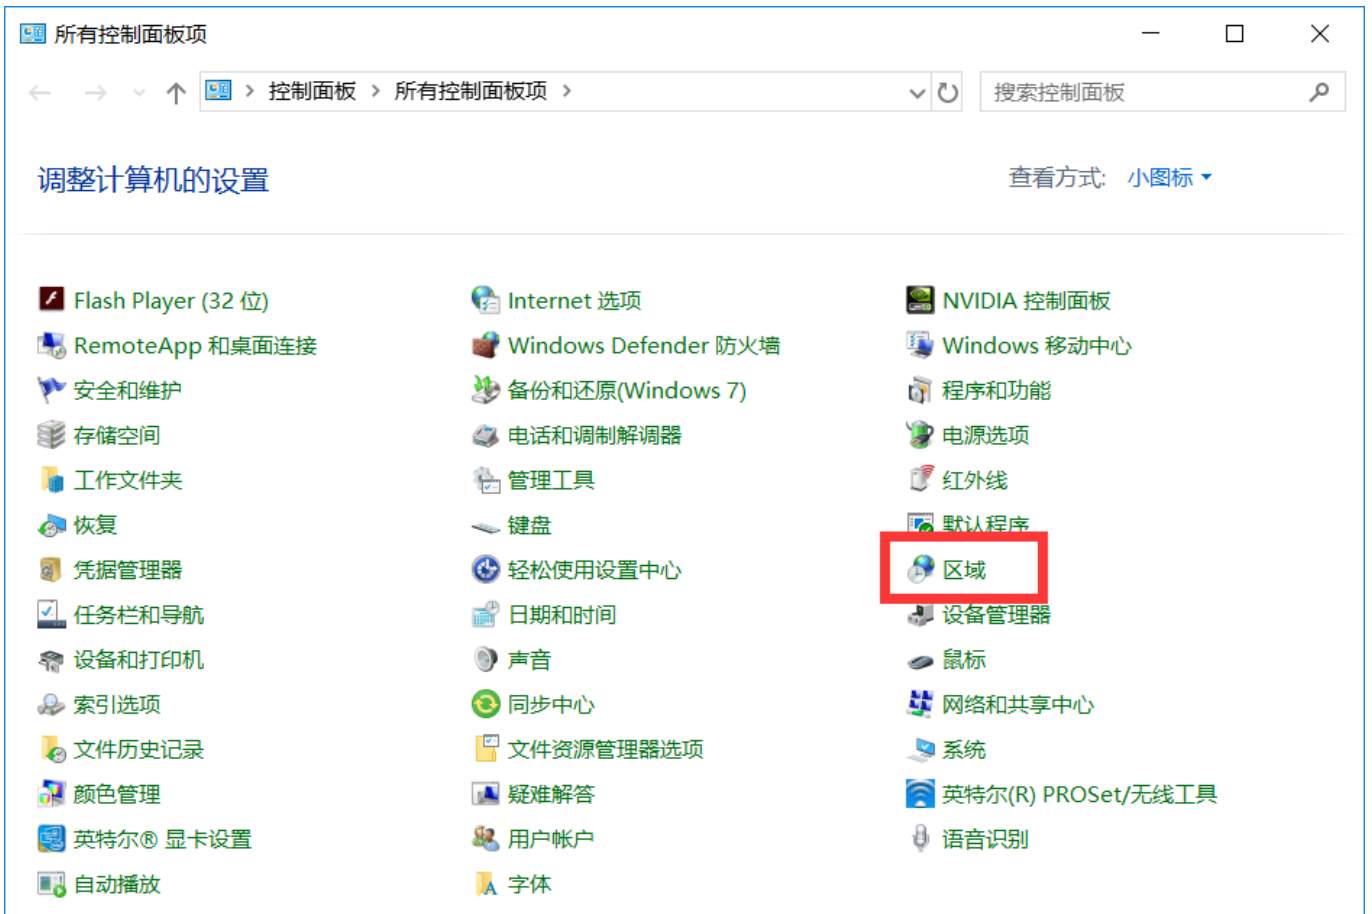 所有控制面板项
控制面板 > 所有控制面板项 >
搜索控制面板
调整计算机的设置
查看方式: 小图标
Flash Player (32 位)
Internet 选项
NVIDIA 控制面板
RemoteApp 和桌面连接
Windows Defender 防火墙
Windows 移动中心
安全和维护
备份和还原(Windows 7)
程序和功能
存储空间
电话和调制解调器
电源选项
工作文件夹
管理工具
红外线
恢复
键盘
默认程序
凭据管理器
轻松使用设置中心
区域
任务栏和导航
日期和时间
设备管理器
设备和打印机
声音
鼠标
索引选项
同步中心
网络和共享中心
文件历史记录
文件资源管理器选项
系统
颜色管理
疑难解答
英特尔(R) PROSet/无线工具
英特尔® 显卡设置
用户帐户
语音识别
自动播放
字体